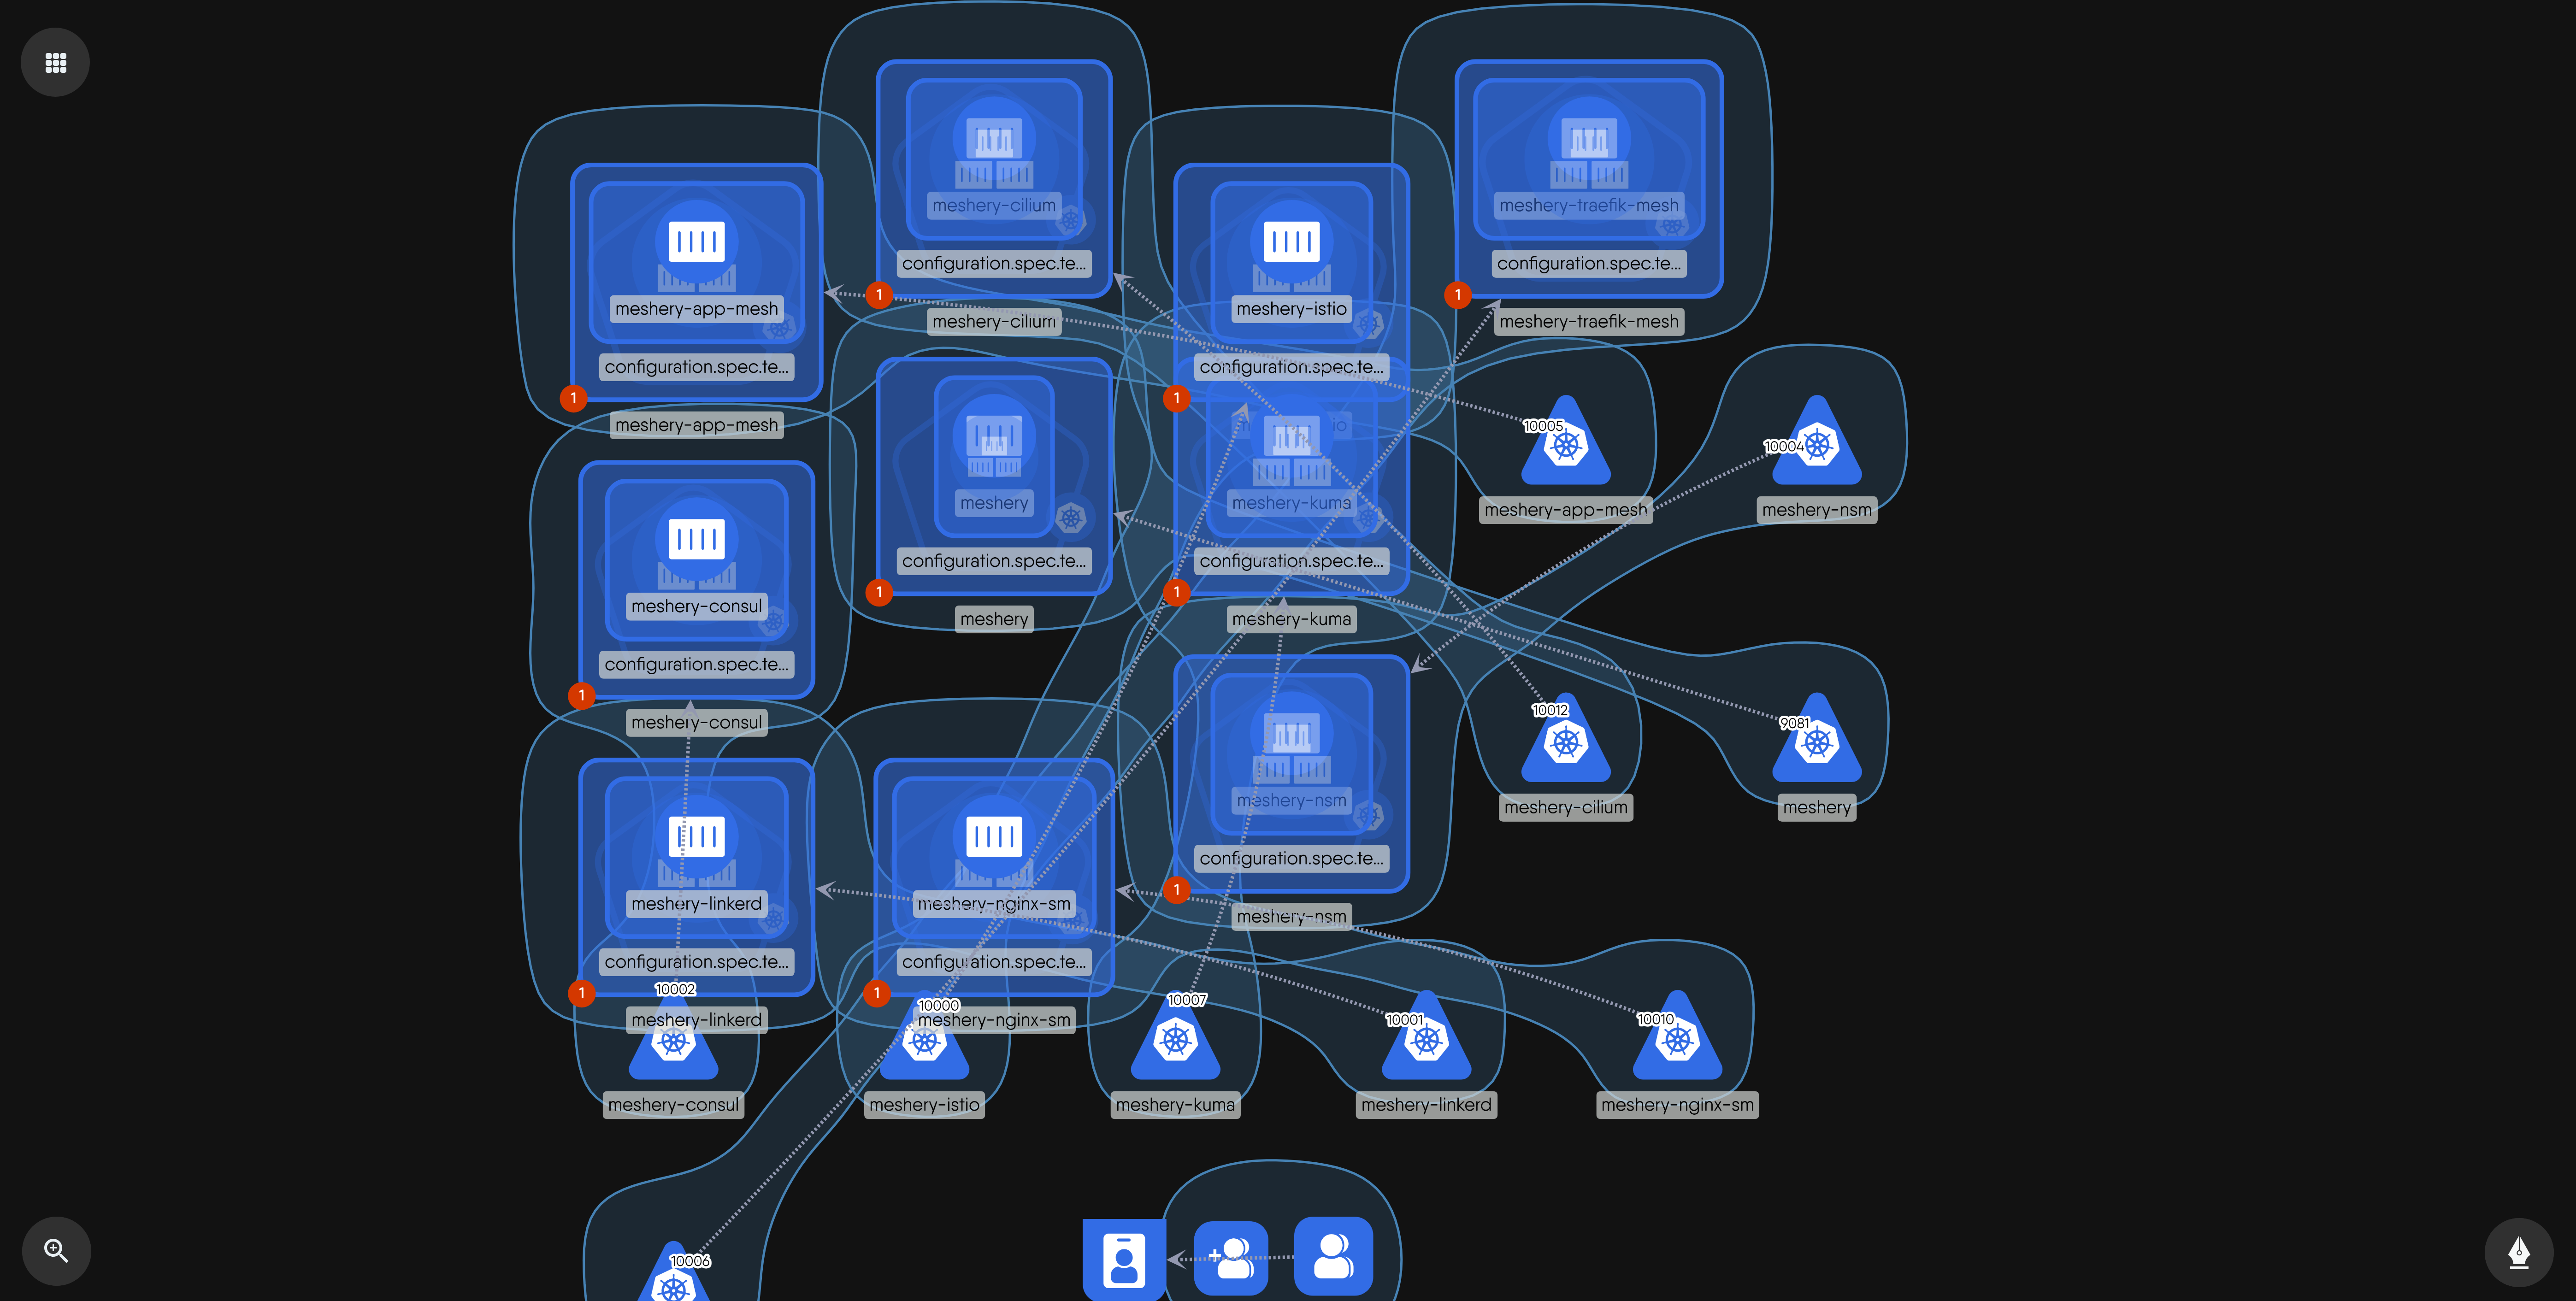 meshery-cilium
configuration.spec.te...
1
meshery-cilium
meshery-traefik-mesh
configuration.spec.te...
1
meshery-traefik-mesh
meshery-app-mesh
configuration.spec.te...
1
meshery-app-mesh
meshery-istio
configuration.spec.te...
1
meshery
configuration.spec.te...
1
meshery
meshery-kuma
configuration.spec.te...
1
meshery-kuma
10005
meshery-app-mesh
10004
meshery-nsm
meshery-consul
configuration.spec.te...
1
meshery-consul
meshery-nsm
configuration.spec.te...
1
meshery-nsm
10012
meshery-cilium
9081
meshery
meshery-linkerd
configuration.spec.te...
1
meshery-linkerd
meshery-nginx-sm
configuration.spec.te...
1
meshery-nginx-sm
10002
meshery-consul
10000
meshery-istio
10007
meshery-kuma
10001
meshery-linkerd
10010
meshery-nginx-sm
10006